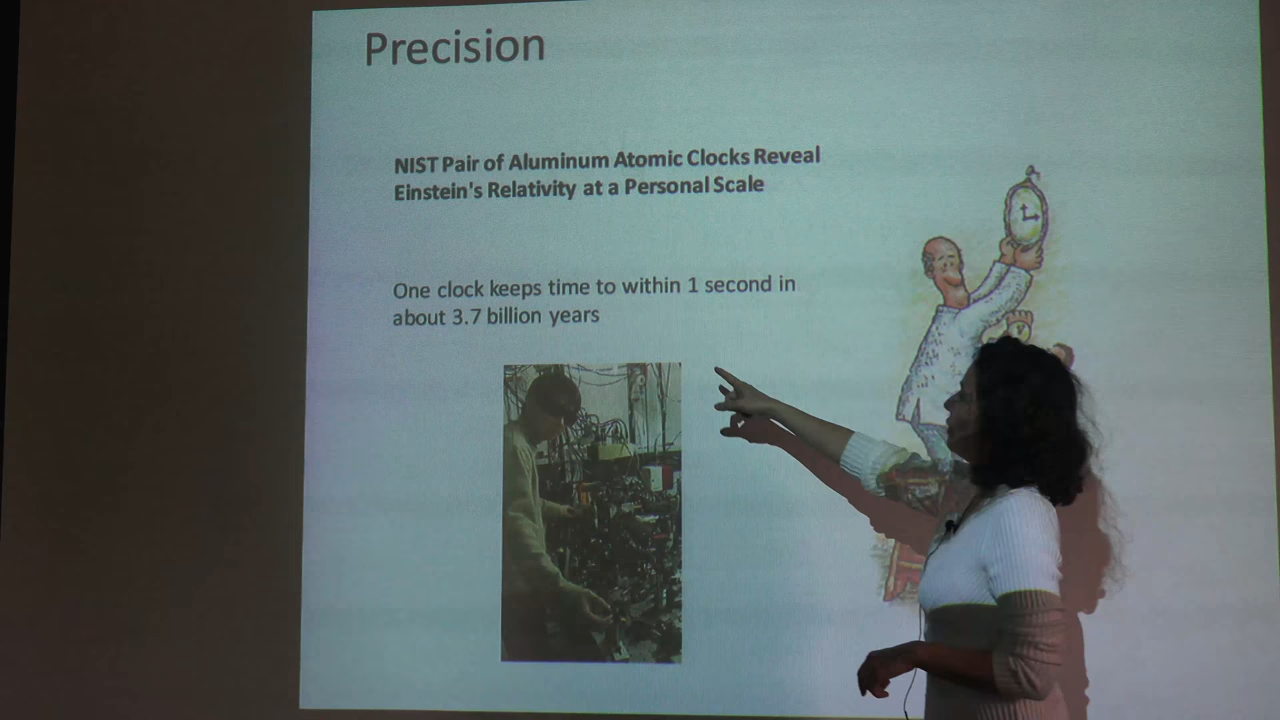 Precision
NIST Pair of Aluminum Atomic Clocks Reveal
Einstein's Relativity at a Personal Scale
One clock keeps time to within 1 second in
about 3.7 billion years